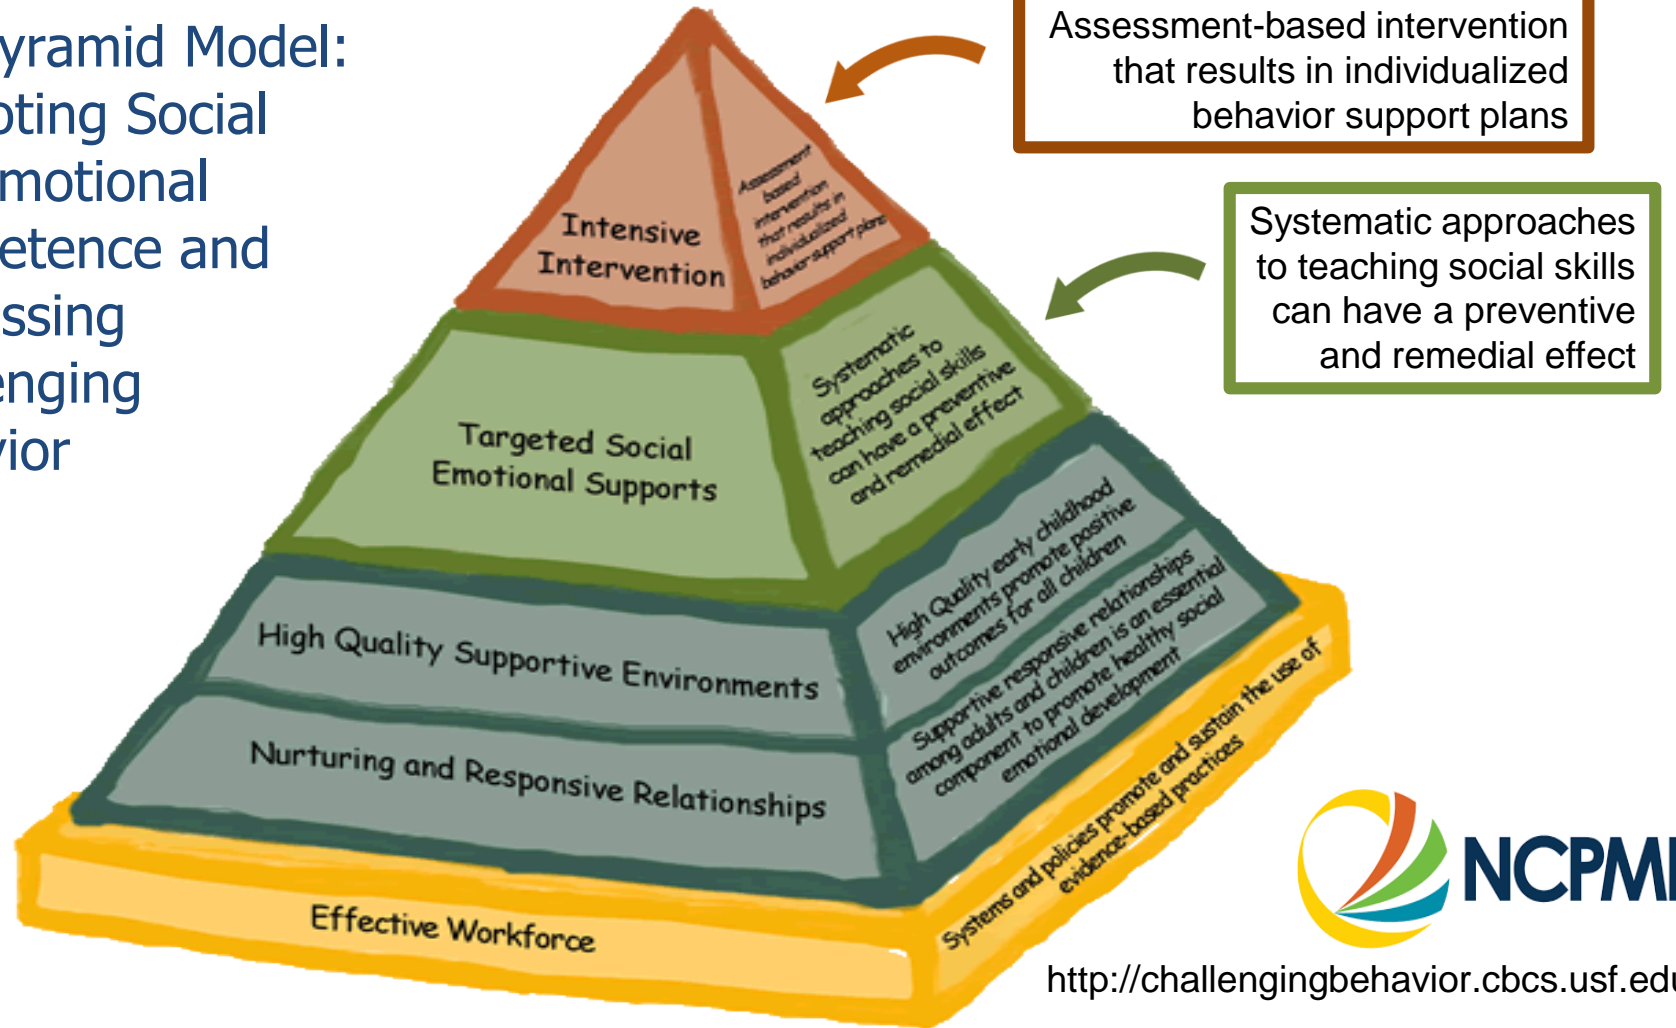 yramid Model:
oting Social
motional
etence and
ssing
enging
vior
Assessment-based intervention
that results in individualized
behavior support plans
Systematic approaches
to teaching social skills
can have a preventive
and remedial effect
Intensive
Intervention
Assessment
based
intervention
that results in
individualized
behavior support plans
Targeted Social
Emotional Supports
Systematic
approaches to
teaching social skills
can have a preventive
and remedial effect
High Quality Supportive Environments
High Quality early childhood
environments promote positive
outcomes for all children
Nurturing and Responsive Relationships
Supportive responsive relationships
among adults and children is an essential
component to promote healthy social
emotional development
Effective Workforce
Systems and policies promote and sustain the use of
evidence-based practices
NCPMI
http://challengingbehavior.cbcs.usf.edu